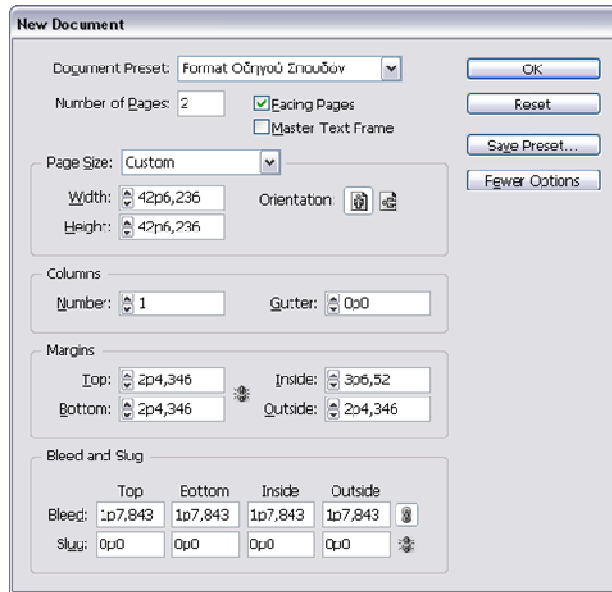 New Document
Document Preset: Format Οδηγού Σπουδών
OK
Number of Pages: 2
Facing Pages
Reset
Master Text Frame
Save Preset...
Page Size: Custom
Fewer Options
Width: 42p6,236
Orientation:
Height: 42p6,236
Columns
Number: 1
Gutter: 0p0
Margins
Top: 2p4,346
Inside: 3p6,52
Bottom: 2p4,346
Outside: 2p4,346
Bleed and Slug
Top Bottom Inside Outside
Bleed: 1p7,843 1p7,843 1p7,843 1p7,843
Slug: 0p0 0p0 0p0 0p0